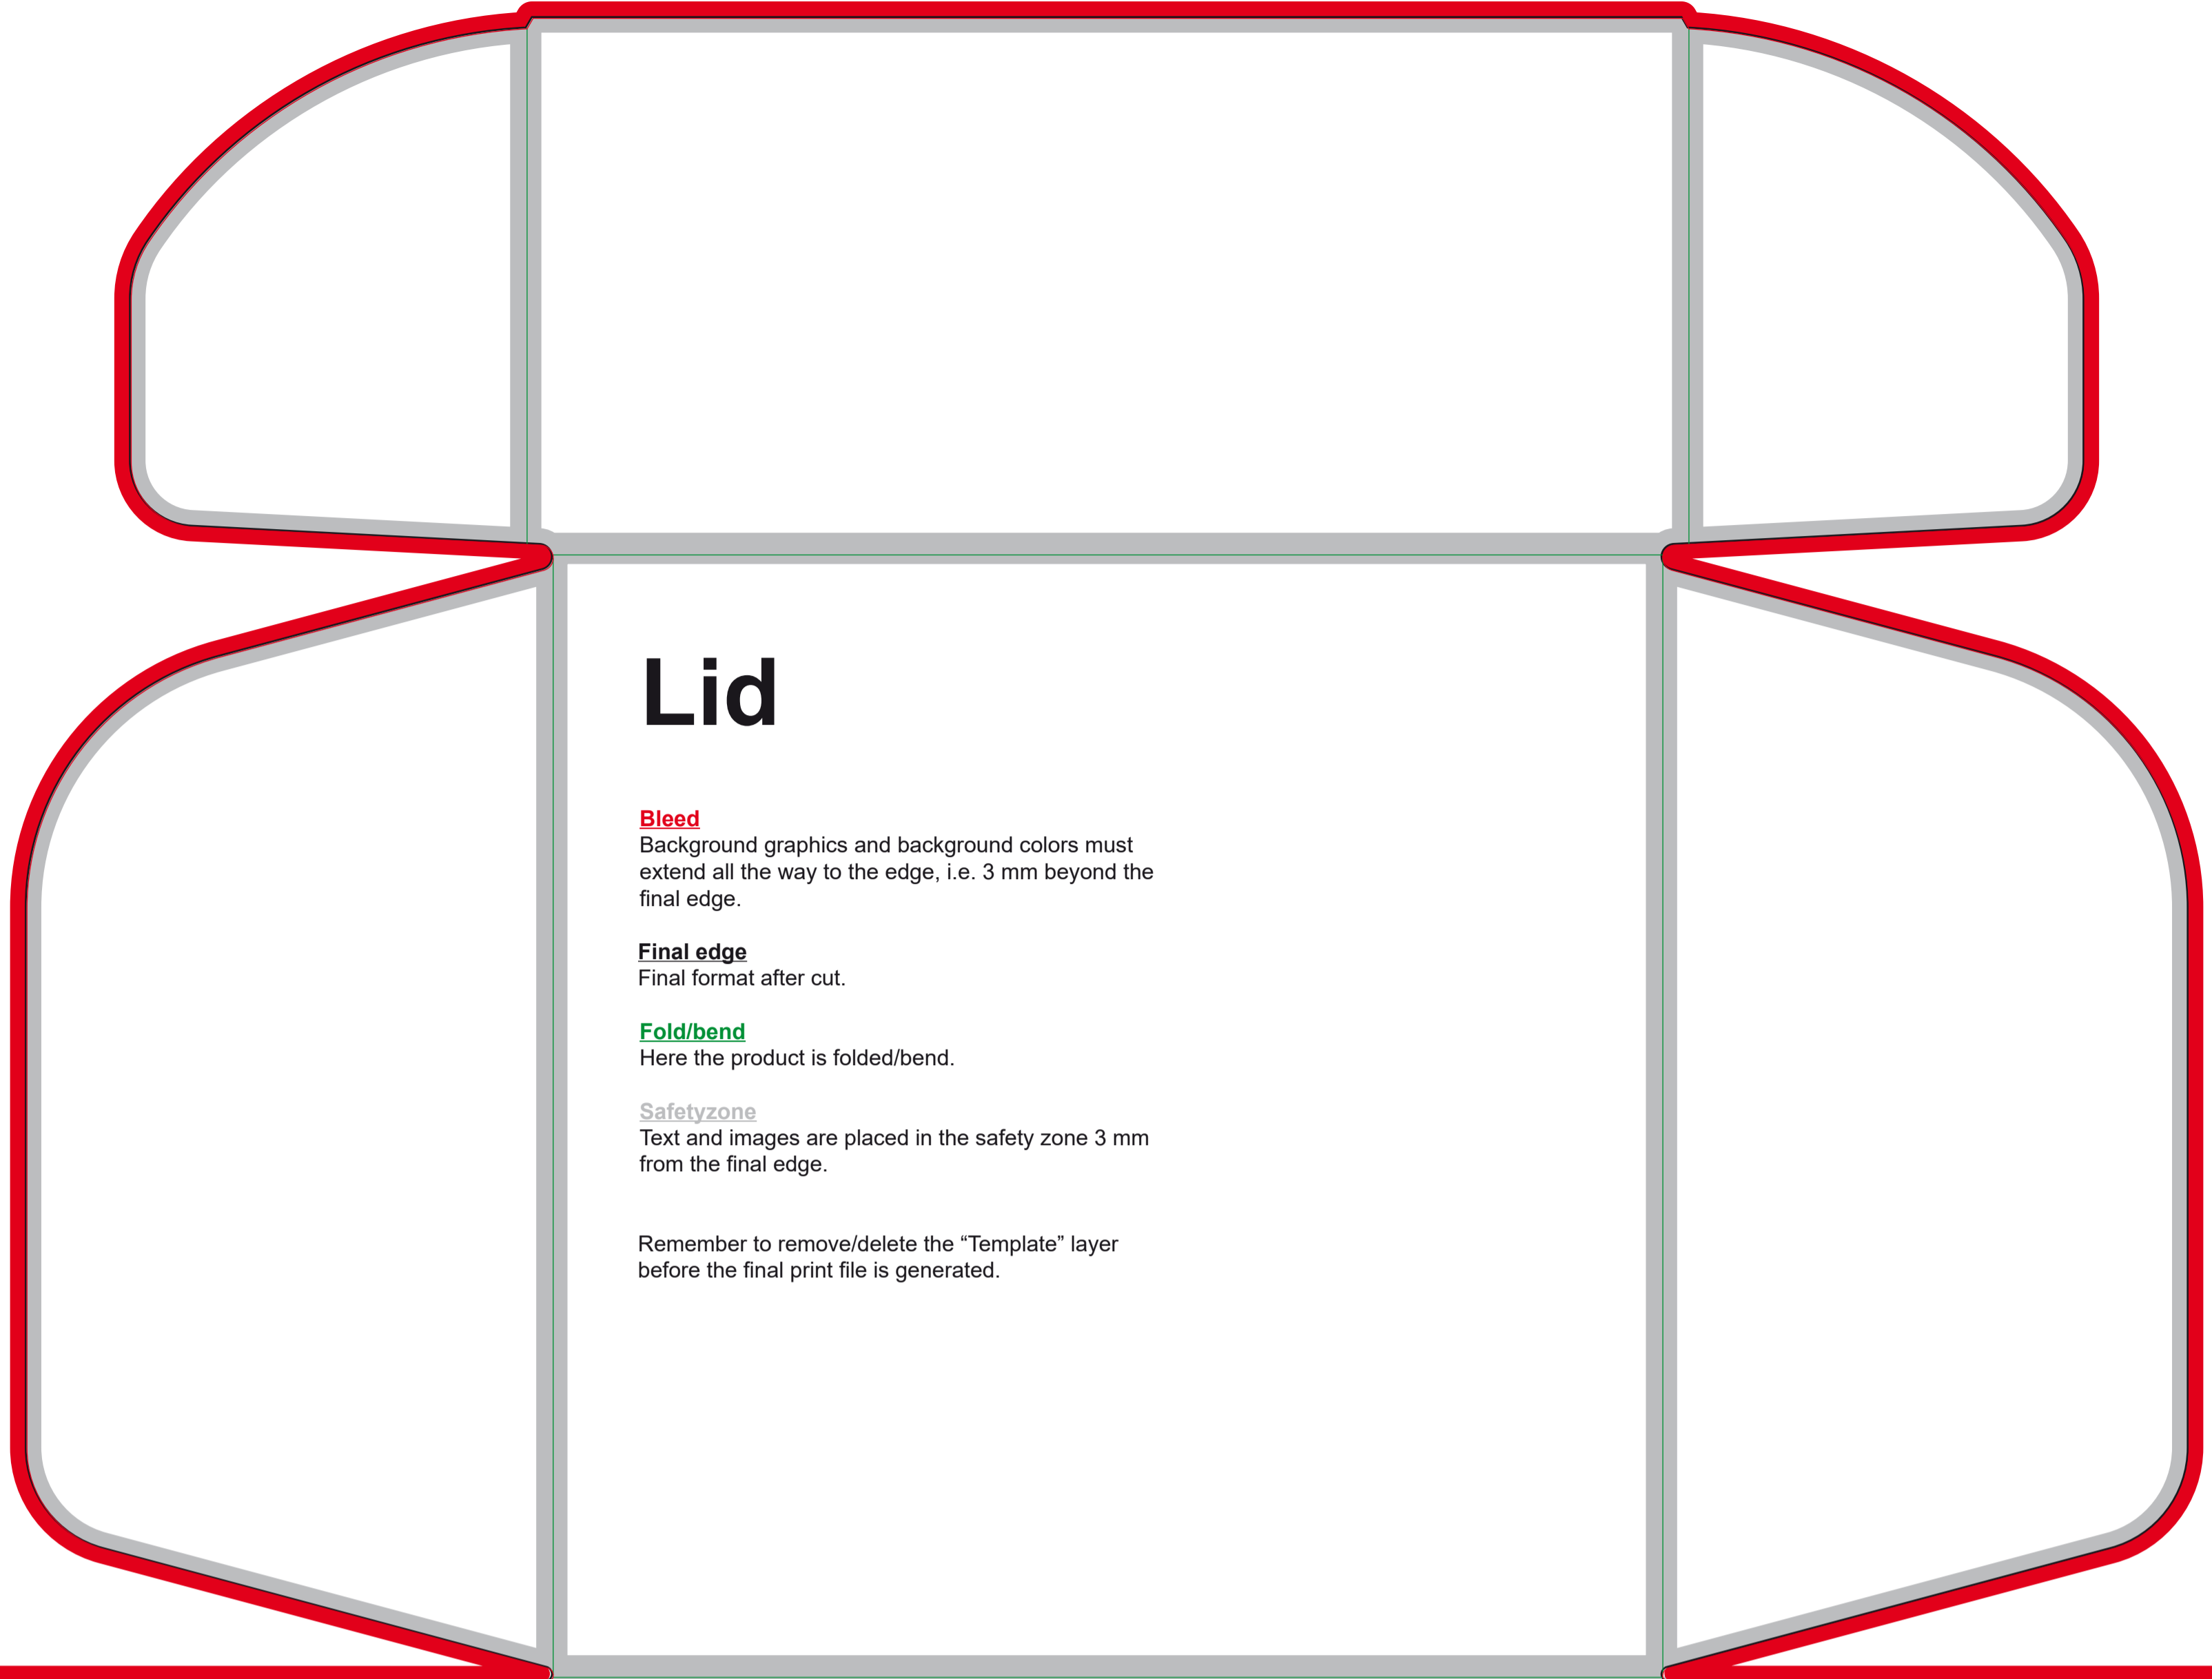 Lid
Bleed
Background graphics and background colors must
extend all the way to the edge, i.e. 3 mm beyond the
final edge.
Final edge
Final format after cut.
Fold/bend
Here the product is folded/bend.
Safetyzone
Text and images are placed in the safety zone 3 mm
from the final edge.
Remember to remove/delete the “Template” layer
before the final print file is generated.